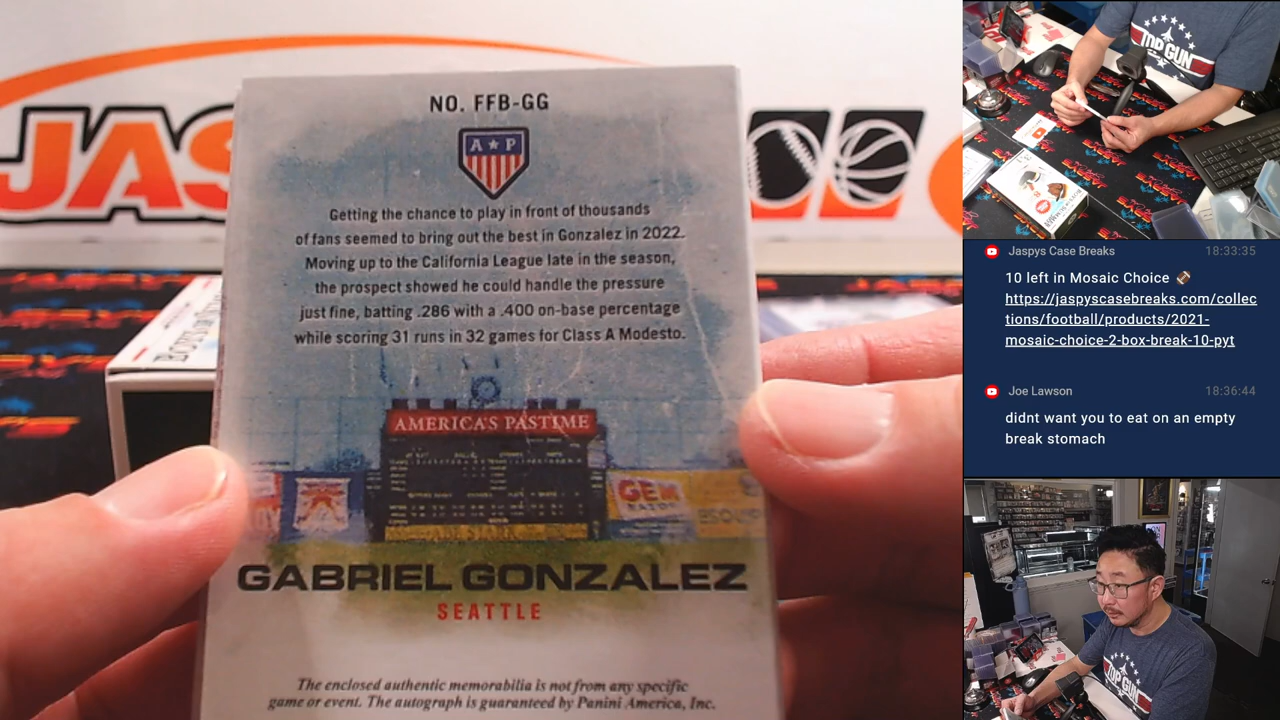 NO. FFB-GG
A P
Getting the chance to play in front of thousands
of fans seemed to bring out the best in Gonzalez in 2022.
Moving up to the California League late in the season,
the prospect showed he could handle the pressure
just fine, batting .286 with a .400 on-base percentage
while scoring 31 runs in 32 games for Class A Modesto.
AMERICA'S PASTIME
GEM
GABRIEL GONZALEZ
SEATTLE
The enclosed authentic memorabilia is not from any specific
game or event. The autograph is guaranteed by Panini America, Inc.
JAS
TOP GUN
Jaspys Case Breaks 18:33:35
10 left in Mosaic Choice 🏈
https://jaspyscasebreaks.com/collec
tions/football/products/2021-
mosaic-choice-2-box-break-10-pyt
Joe Lawson 18:36:44
didnt want you to eat on an empty
break stomach
TOP GUN